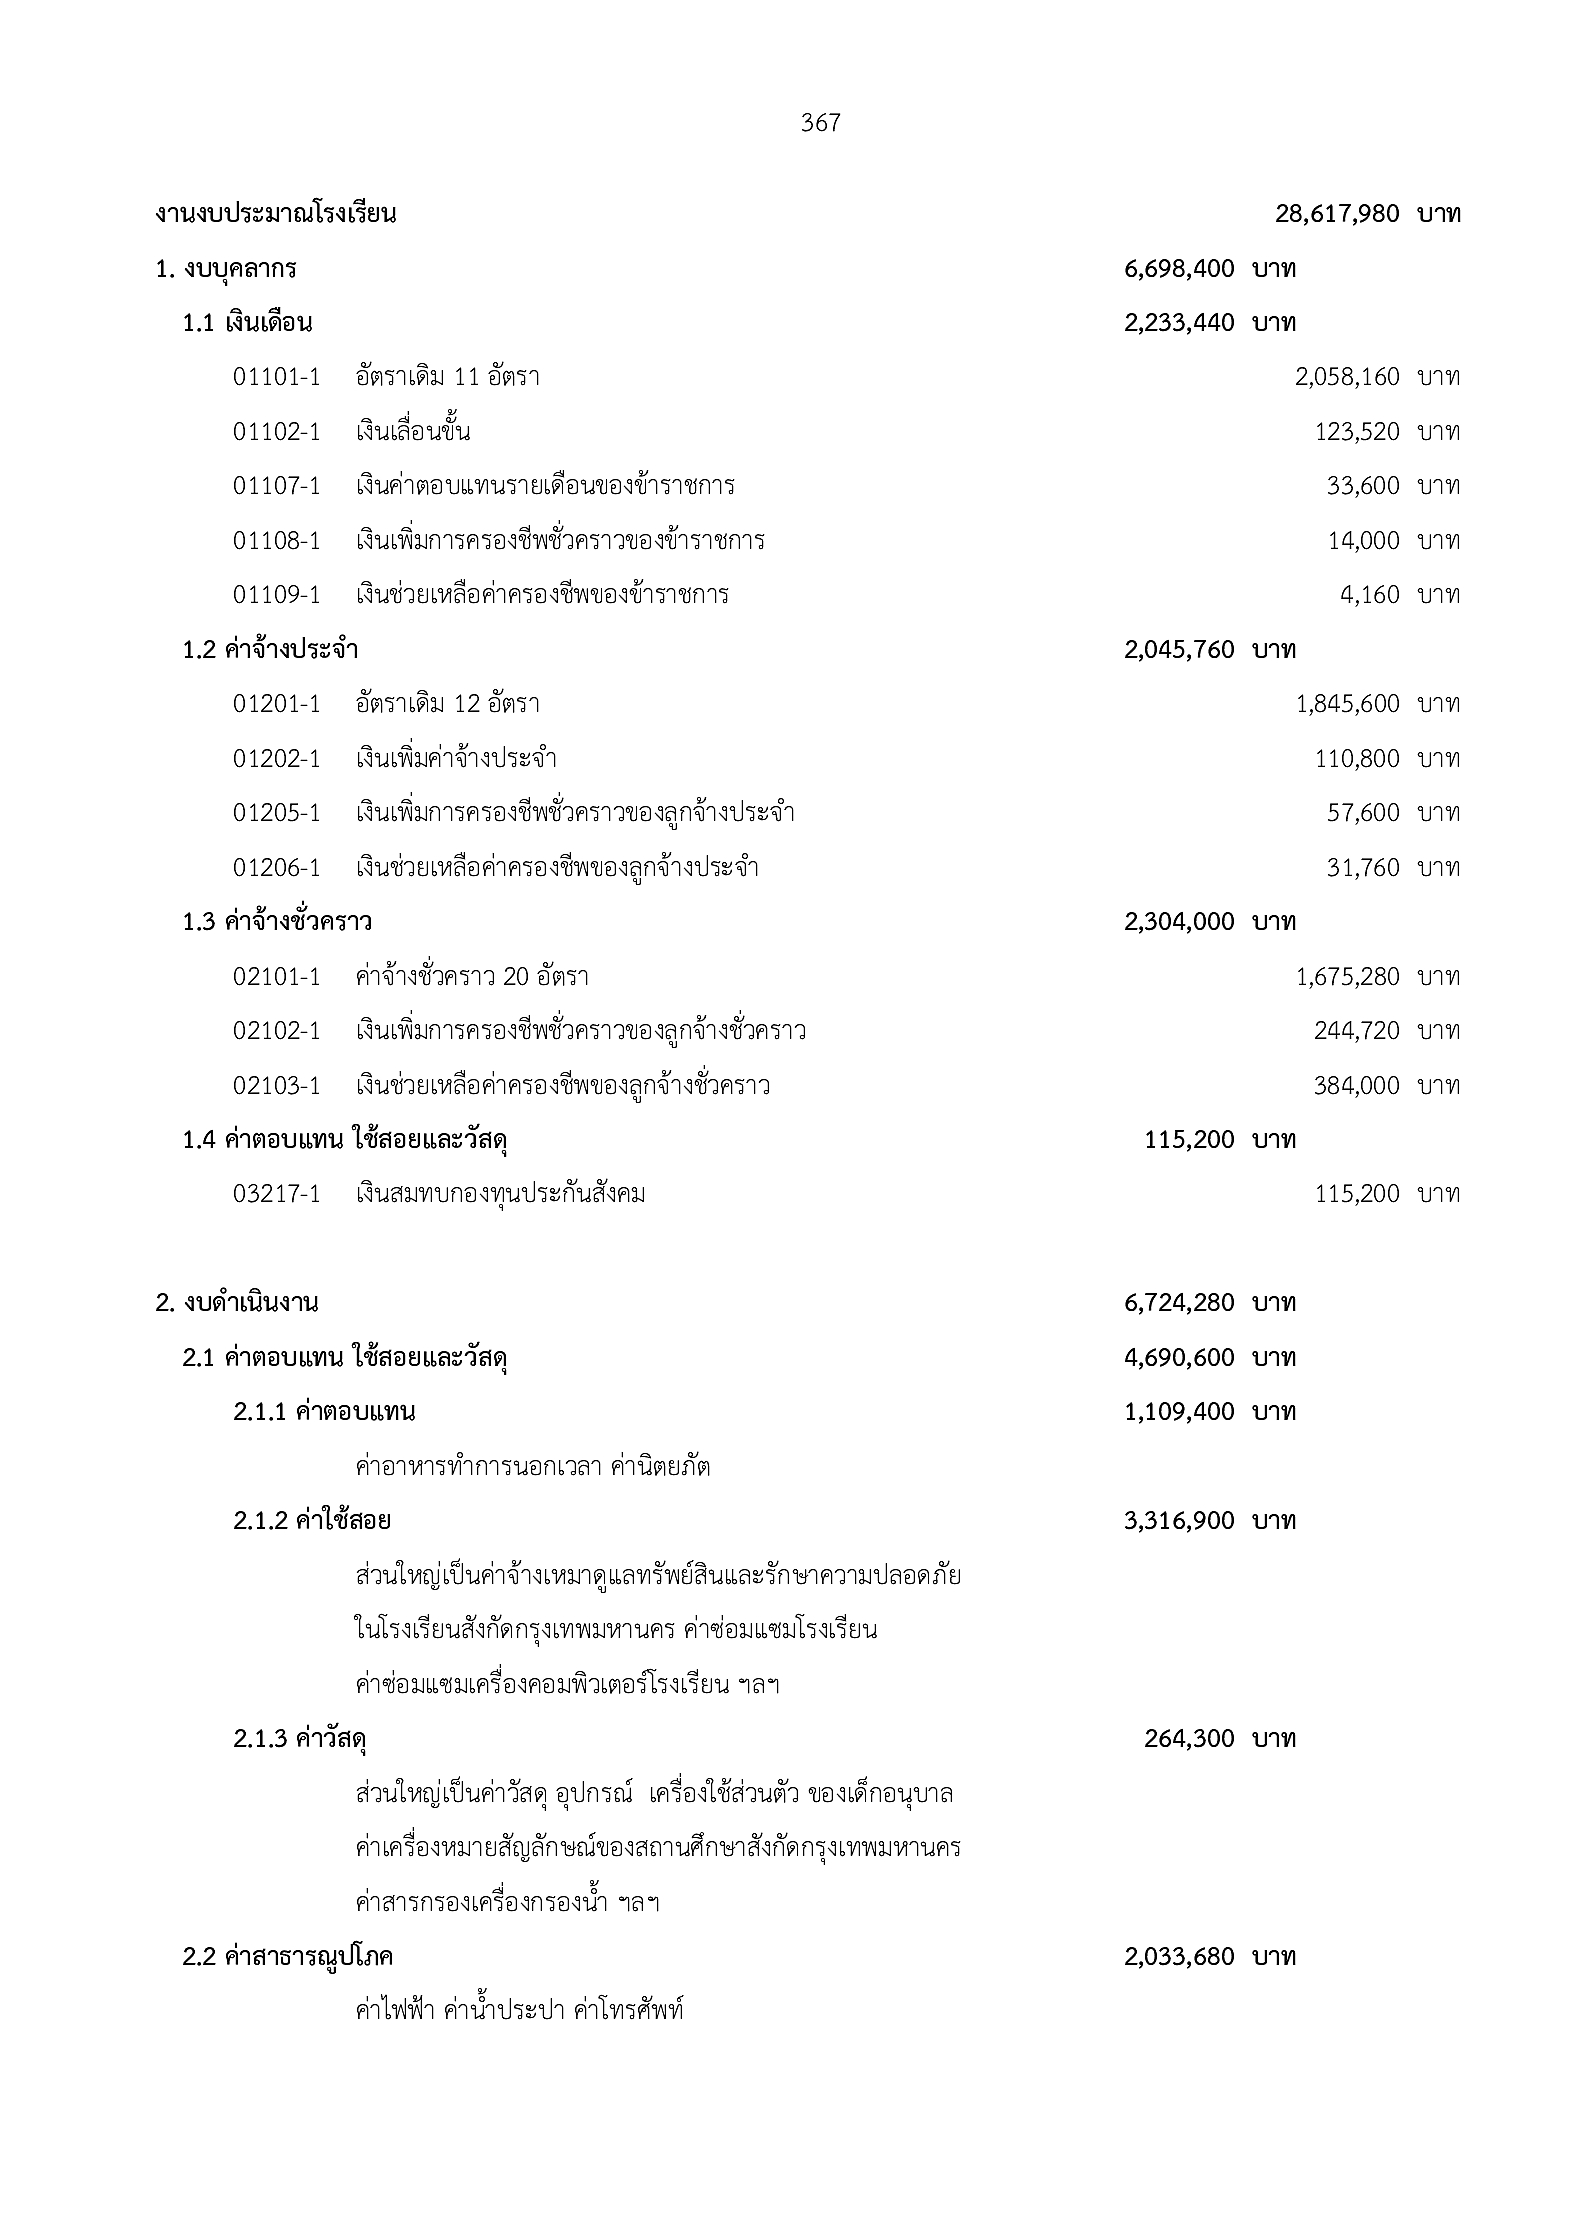 367
งานงบประมาณโรงเรียน 28,617,980 บาท
1. งบบุคลากร 6,698,400 บาท
1.1 เงินเดือน 2,233,440 บาท
01101-1 อัตราเดิม 11 อัตรา 2,058,160 บาท
01102-1 เงินเลื่อนขั้น 123,520 บาท
01107-1 เงินค่าตอบแทนรายเดือนของข้าราชการ 33,600 บาท
01108-1 เงินเพิ่มการครองชีพชั่วคราวของข้าราชการ 14,000 บาท
01109-1 เงินช่วยเหลือค่าครองชีพของข้าราชการ 4,160 บาท
1.2 ค่าจ้างประจำ 2,045,760 บาท
01201-1 อัตราเดิม 12 อัตรา 1,845,600 บาท
01202-1 เงินเพิ่มค่าจ้างประจำ 110,800 บาท
01205-1 เงินเพิ่มการครองชีพชั่วคราวของลูกจ้างประจำ 57,600 บาท
01206-1 เงินช่วยเหลือค่าครองชีพของลูกจ้างประจำ 31,760 บาท
1.3 ค่าจ้างชั่วคราว 2,304,000 บาท
02101-1 ค่าจ้างชั่วคราว 20 อัตรา 1,675,280 บาท
02102-1 เงินเพิ่มการครองชีพชั่วคราวของลูกจ้างชั่วคราว 244,720 บาท
02103-1 เงินช่วยเหลือค่าครองชีพของลูกจ้างชั่วคราว 384,000 บาท
1.4 ค่าตอบแทน ใช้สอยและวัสดุ 115,200 บาท
03217-1 เงินสมทบกองทุนประกันสังคม 115,200 บาท
2. งบดำเนินงาน 6,724,280 บาท
2.1 ค่าตอบแทน ใช้สอยและวัสดุ 4,690,600 บาท
2.1.1 ค่าตอบแทน 1,109,400 บาท
ค่าอาหารทำการนอกเวลา ค่านิตยภัต
2.1.2 ค่าใช้สอย 3,316,900 บาท
ส่วนใหญ่เป็นค่าจ้างเหมาดูแลทรัพย์สินและรักษาความปลอดภัย
ในโรงเรียนสังกัดกรุงเทพมหานคร ค่าซ่อมแซมโรงเรียน
ค่าซ่อมแซมเครื่องคอมพิวเตอร์โรงเรียน ฯลฯ
2.1.3 ค่าวัสดุ 264,300 บาท
ส่วนใหญ่เป็นค่าวัสดุ อุปกรณ์  เครื่องใช้ส่วนตัว ของเด็กอนุบาล
ค่าเครื่องหมายสัญลักษณ์ของสถานศึกษาสังกัดกรุงเทพมหานคร
ค่าสารกรองเครื่องกรองน้ำ ฯลฯ
2.2 ค่าสาธารณูปโภค 2,033,680 บาท
ค่าไฟฟ้า ค่าน้ำประปา ค่าโทรศัพท์